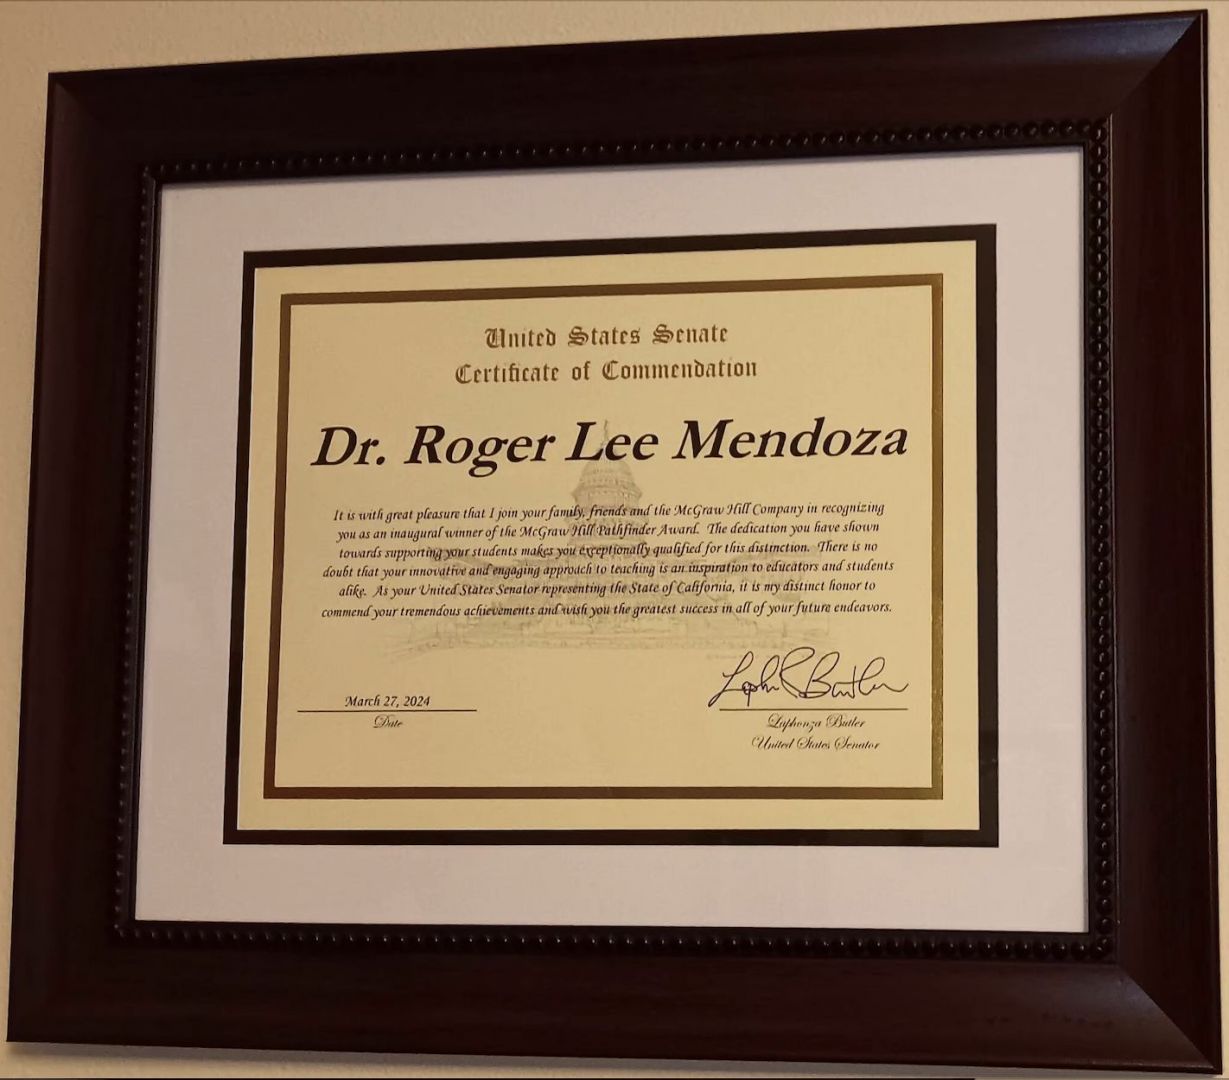 United States Senate
Certificate of Commendation
Dr. Roger Lee Mendoza
It is with great pleasure that I join your family, friends and the McGraw Hill Company in recognizing
you as an inaugural winner of the McGraw Hill Pathfinder Award. The dedication you have shown
towards supporting your students makes you exceptionally qualified for this distinction. There is no
doubt that your innovative and engaging approach to teaching is an inspiration to educators and students
alike. As your United States Senator representing the State of California, it is my distinct honor to
commend your tremendous achievements and wish you the greatest success in all of your future endeavors.
March 27, 2024
Date
Laphonza Butler
United States Senator